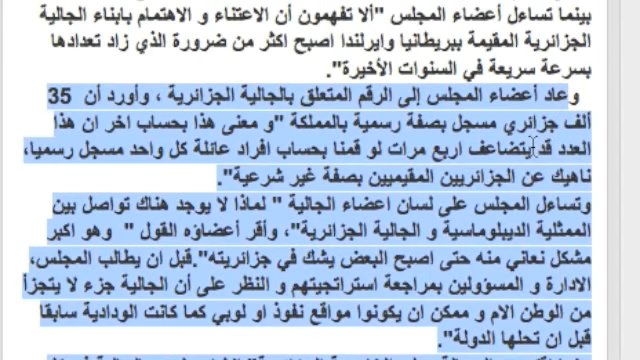 بينما تساءل أعضاء المجلس "ألا تفهمون أن الاعتناء و الاهتمام بأبناء الجالية
الجزائرية المقيمة ببريطانيا وايرلندا اصبح اكثر من ضرورة الذي زاد تعدادها
بسرعة سريعة في السنوات الأخيرة".
و عاد أعضاء المجلس إلى الرقم المتعلق بالجالية الجزائرية ، وأورد أن 35
ألف جزائري مسجل بصفة رسمية بالمملكة "و معنى هذا بحساب اخر ان هذا
العدد قد يتضاعف اربع مرات لو قمنا بحساب افراد عائلة كل واحد مسجل رسميا،
ناهيك عن الجزائريين المقيميين بصفة غير شرعية".
وتساءل المجلس على لسان اعضاء الجالية " لماذا لا يوجد هناك تواصل بين
الممثلية الديبلوماسية و الجالية الجزائرية"، وأقر أعضاؤه القول " وهو اكبر
مشكل نعاني منه حتى اصبح البعض يشك في جزائريته".قبل ان يطالب المجلس،
الادارة و المسؤولين بمراجعة استراتيجيتهم و النظر على أن الجالية جزء لا يتجزأ
من الوطن الام و ممكن ان يكونوا مواقع نفوذ او لوبي كما كانت الودادية سابقا
قبل ان تحلها الدولة".